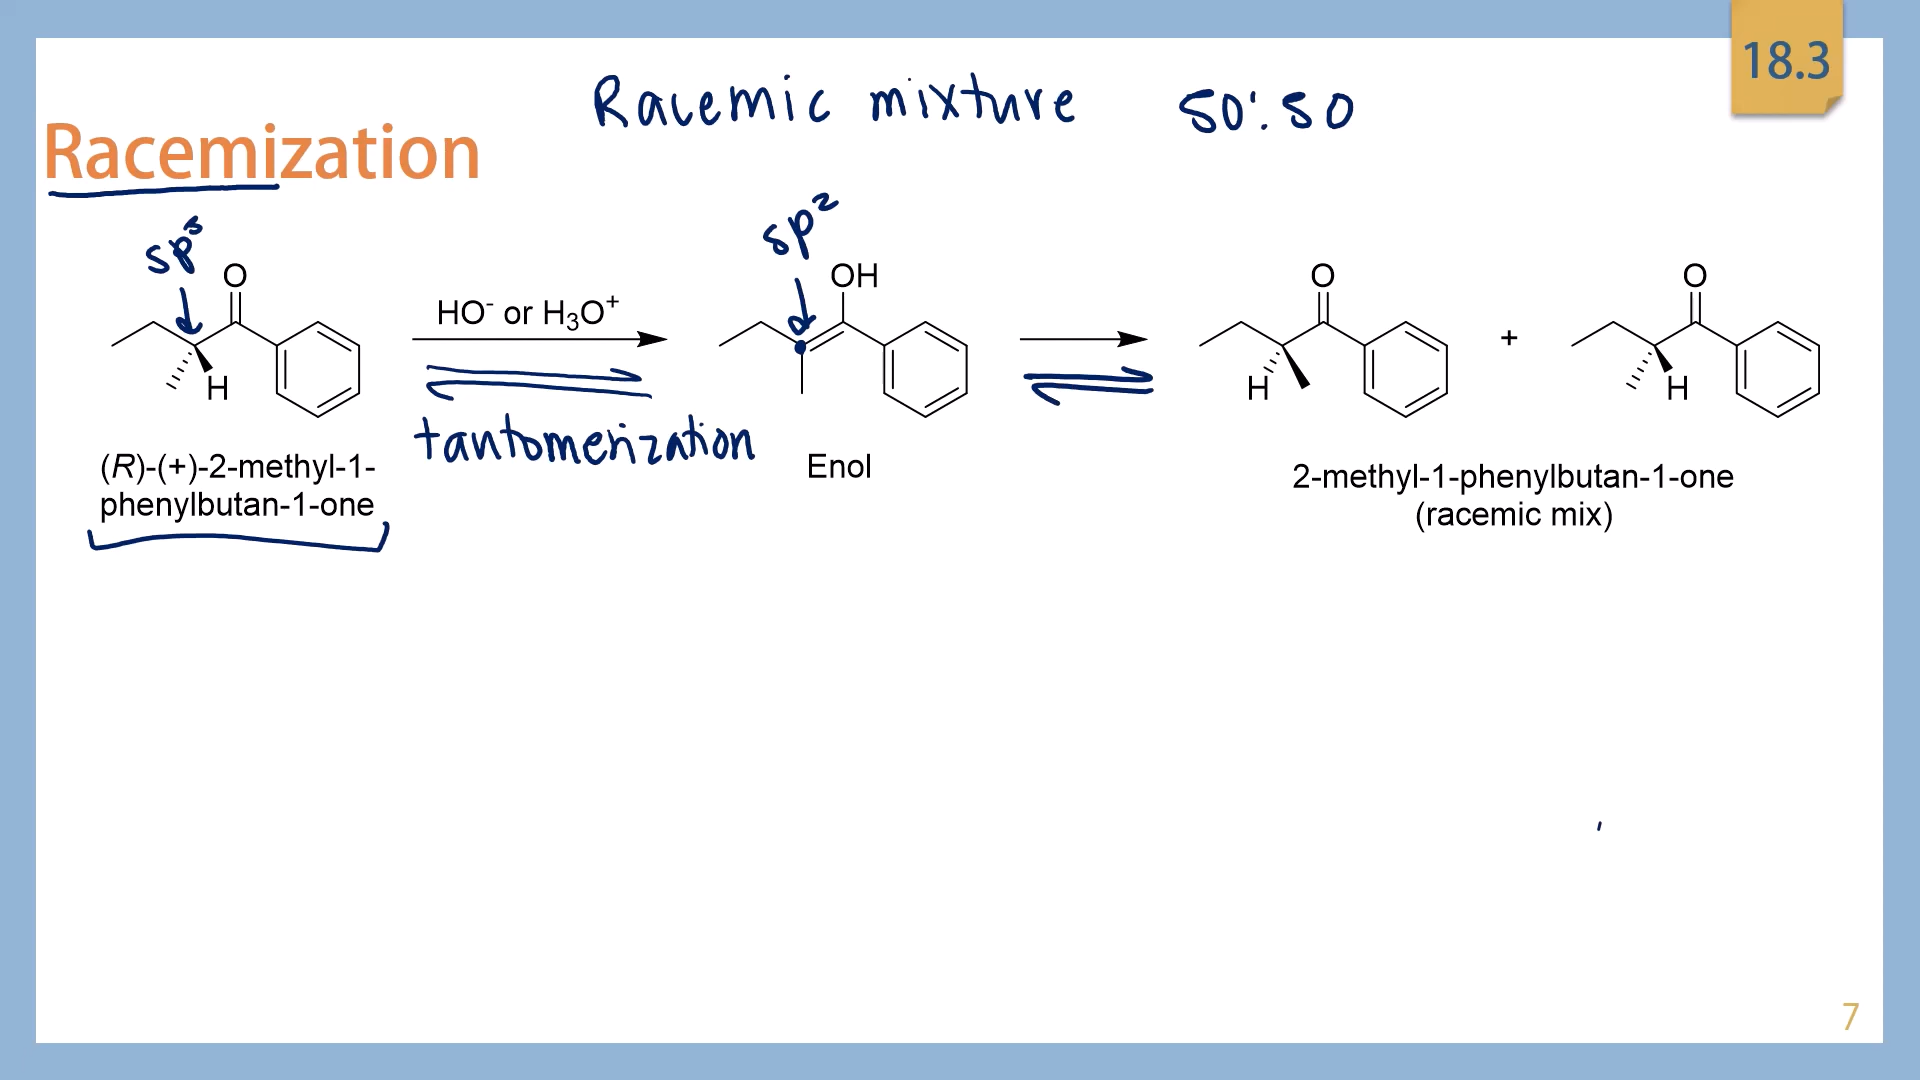 18.3
Racemic mixture 50:50
Racemization
sp³
sp²
O
H
HO⁻ or H₃O⁺
tautomerization
OH
O
H
+
O
H
(R)-(+)-2-methyl-1-
phenylbutan-1-one
Enol
2-methyl-1-phenylbutan-1-one
(racemic mix)
7